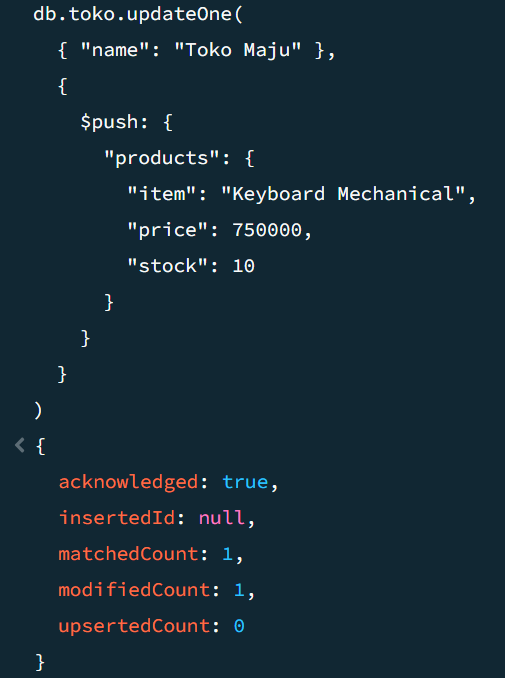 db.toko.updateOne(
{ "name": "Toko Maju" },
{
$push: {
"products": {
"item": "Keyboard Mechanical",
"price": 750000,
"stock": 10
}
}
}
)
{
acknowledged: true,
insertedId: null,
matchedCount: 1,
modifiedCount: 1,
upsertedCount: 0
}